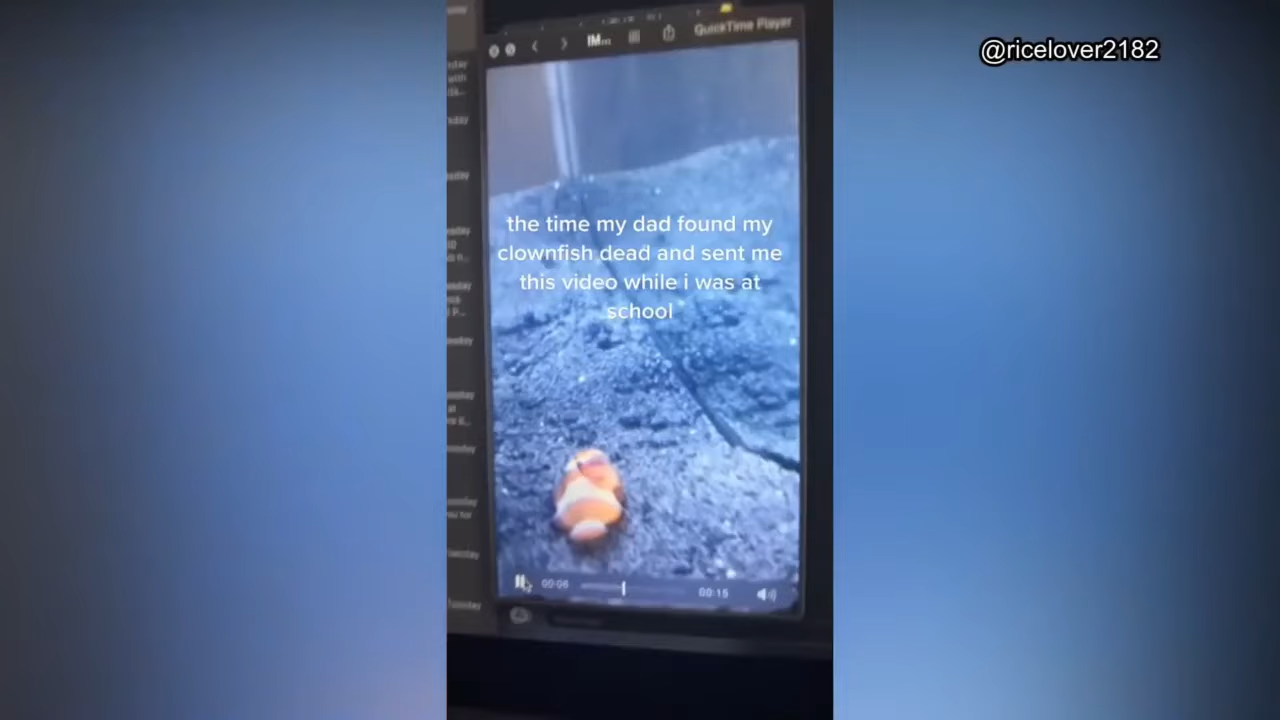 @ricelover2182
QuickTime Player
IM...
the time my dad found my
clownfish dead and sent me
this video while i was at
school
00:06
00:15